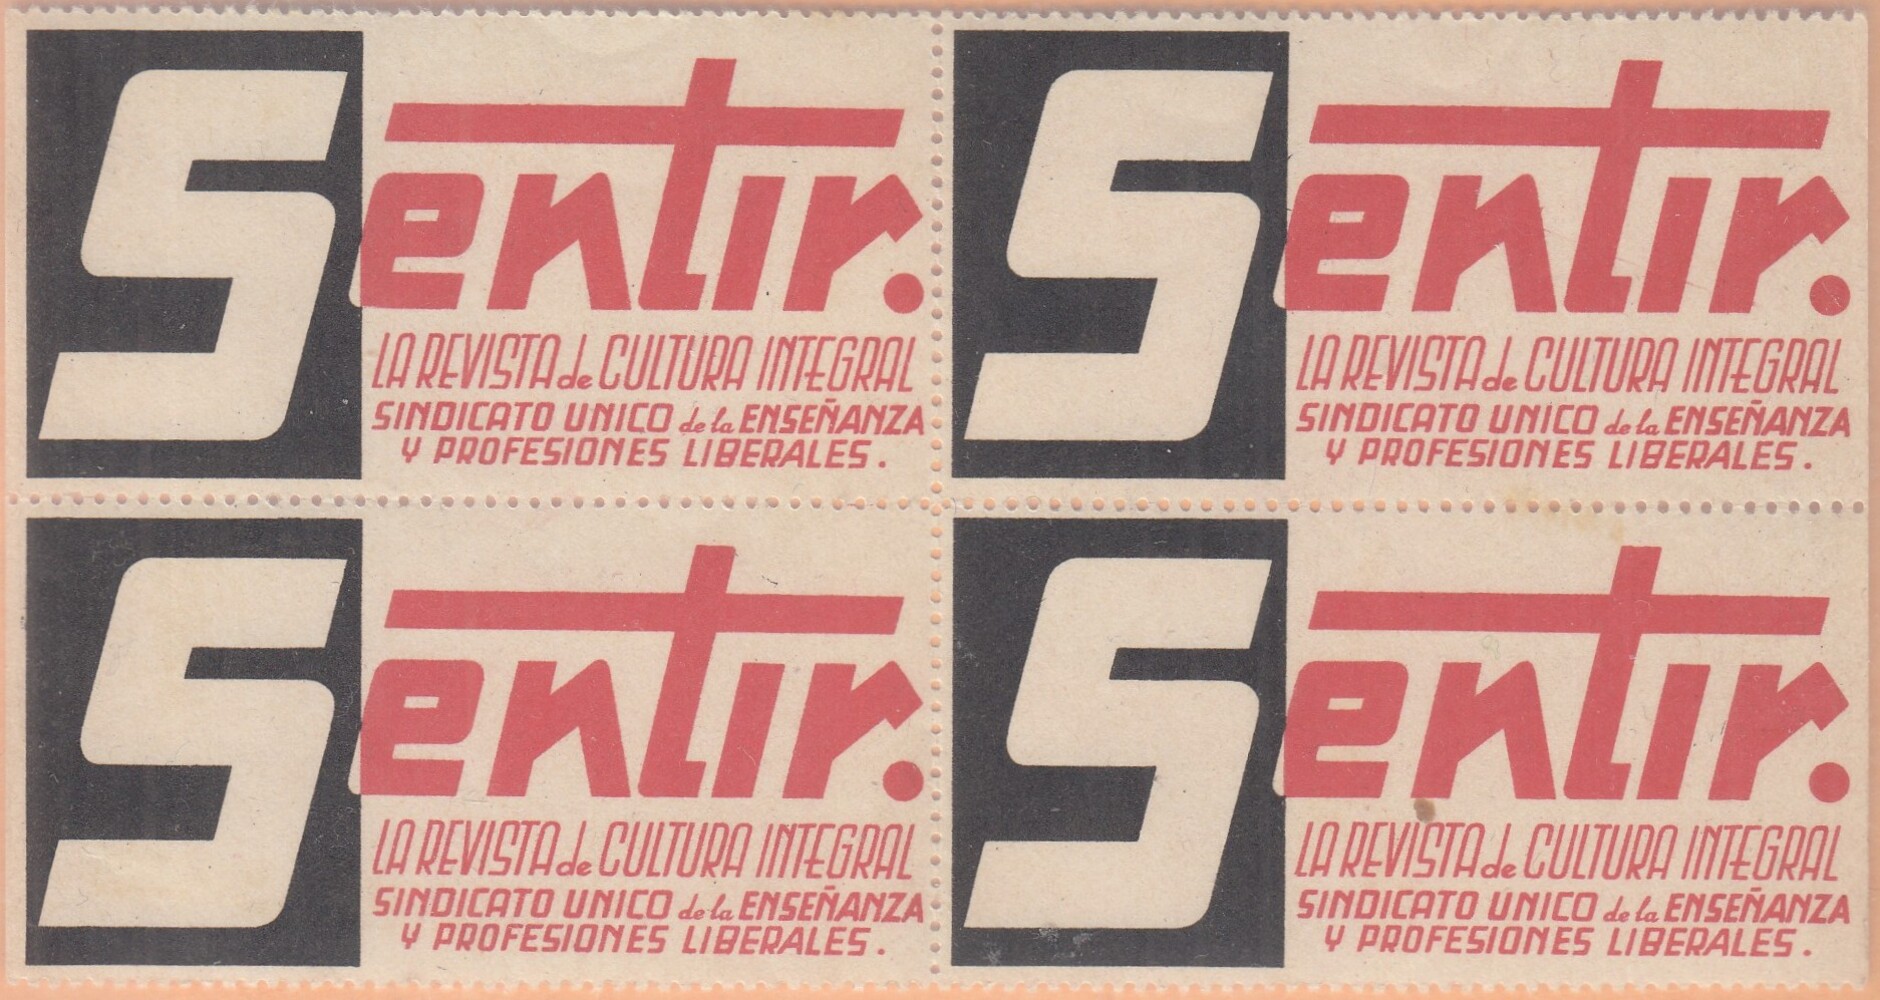 Sentir.
LA REVISTA de CULTURA INTEGRAL
SINDICATO UNICO de la ENSEÑANZA
Y PROFESIONES LIBERALES.
Sentir.
LA REVISTA de CULTURA INTEGRAL
SINDICATO UNICO de la ENSEÑANZA
Y PROFESIONES LIBERALES.
Sentir.
LA REVISTA de CULTURA INTEGRAL
SINDICATO UNICO de la ENSEÑANZA
Y PROFESIONES LIBERALES.
Sentir.
LA REVISTA de CULTURA INTEGRAL
SINDICATO UNICO de la ENSEÑANZA
Y PROFESIONES LIBERALES.